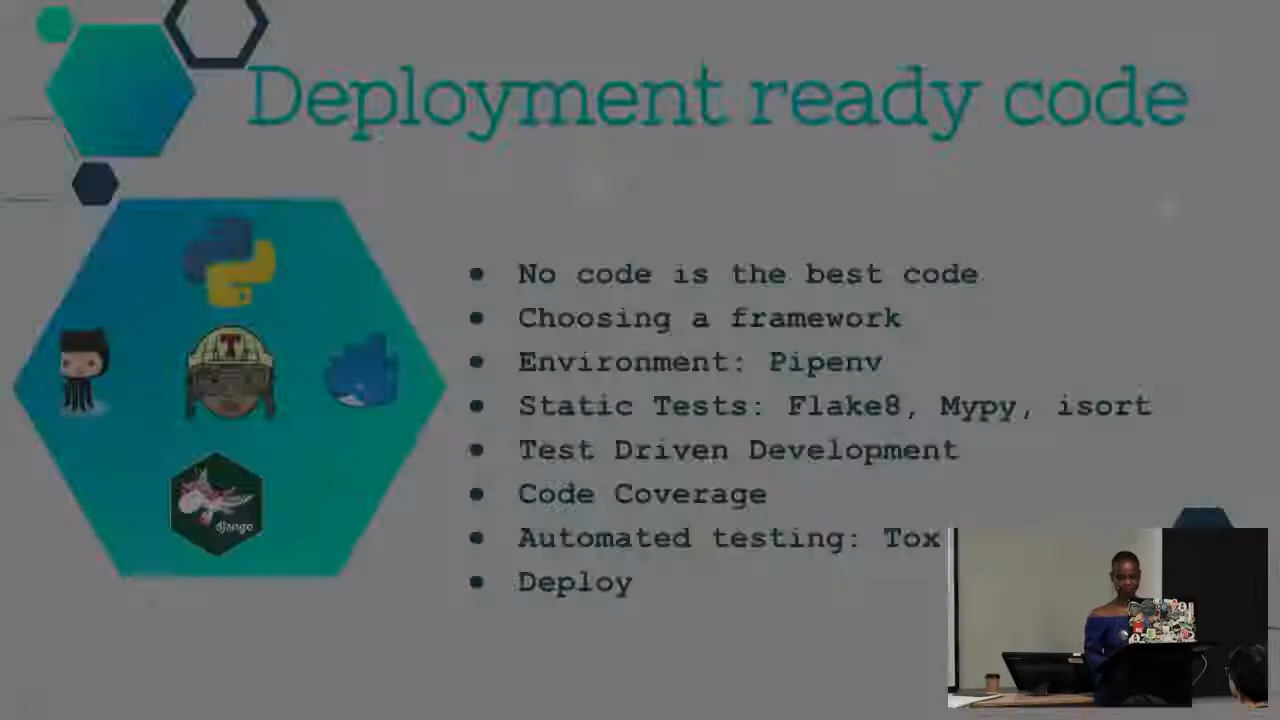 Deployment ready code
No code is the best code
Choosing a framework
Environment: Pipenv
Static Tests: Flake8, Mypy, isort
Test Driven Development
Code Coverage
Automated testing: Tox
Deploy
T
django